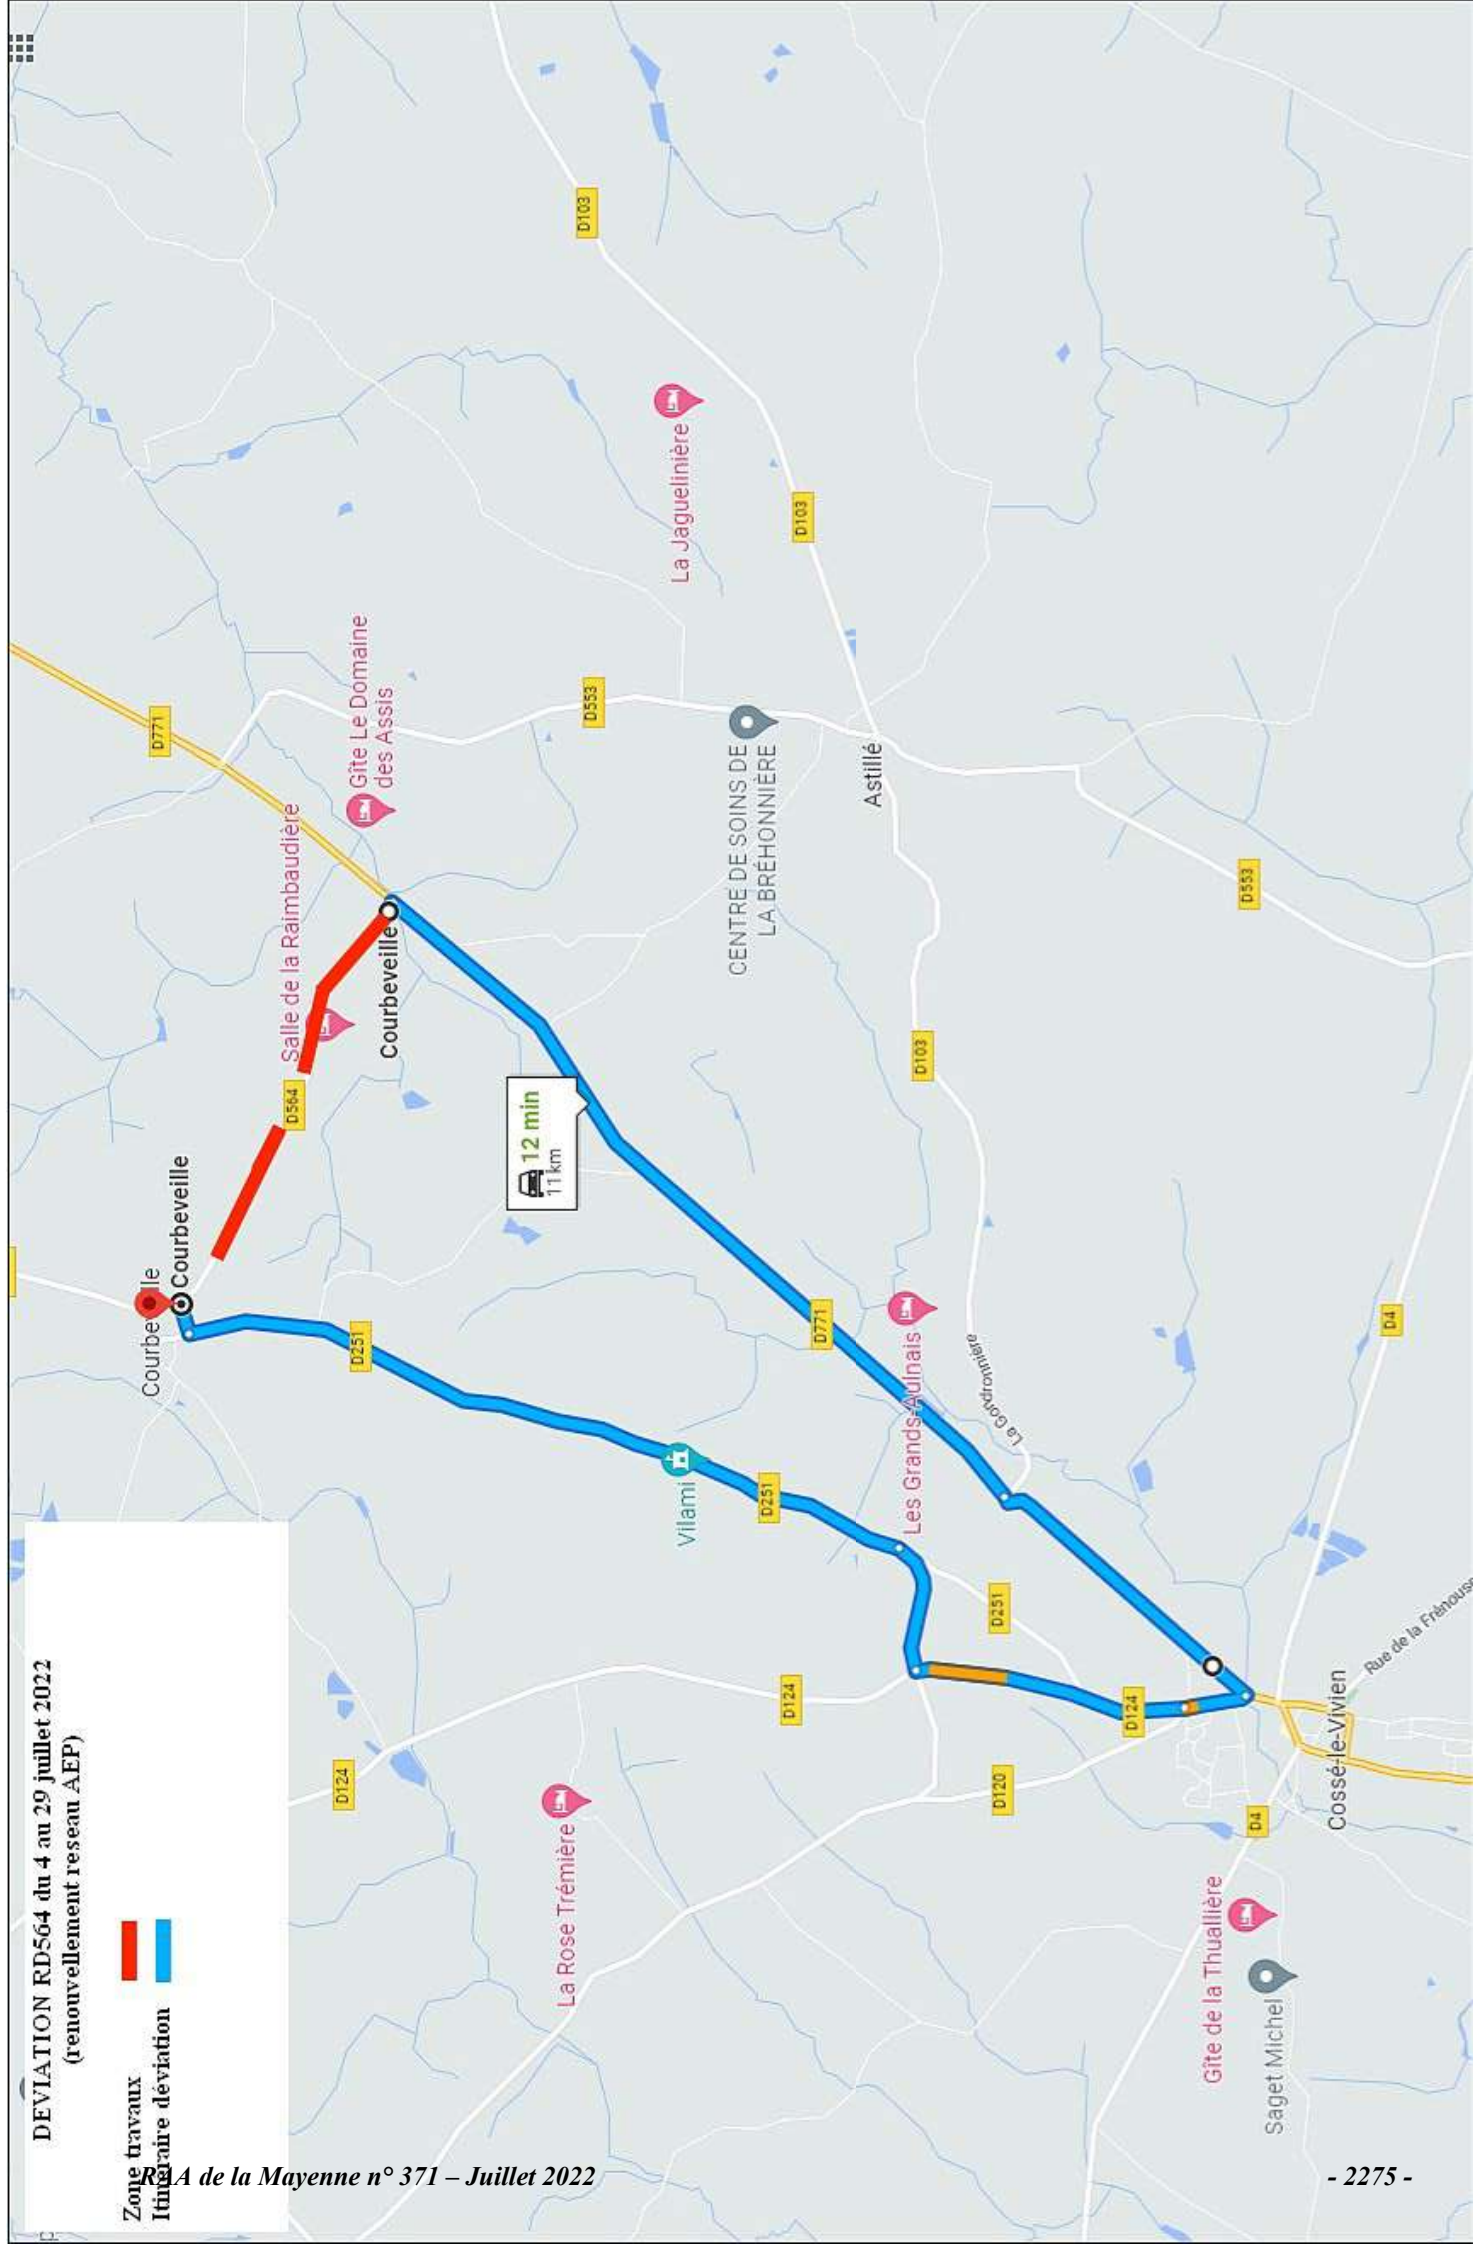 DEVIATION RD564 du 4 au 29 juillet 2022
(renouvellement reseau AEP)
Zone travaux
Itinéraire déviation
Courbeveille
Courbeveille
D564
Salle de la Raimbaudière
Courbeveille
D771
Gîte Le Domaine
des Assis
D553
D103
La Jaguelinière
D103
CENTRE DE SOINS DE
LA BRÉHONNIÈRE
Astillé
D553
D103
12 min
11 km
D251
Vilami
D251
D771
Les Grands-Aulnais
La Gondronnière
D251
D124
D124
La Rose Trémière
D120
D124
D4
D4
Cossé-le-Vivien
Rue de la Frénouse
Gîte de la Thuallière
Saget Michel
RAA de la Mayenne n° 371 – Juillet 2022
- 2275 -